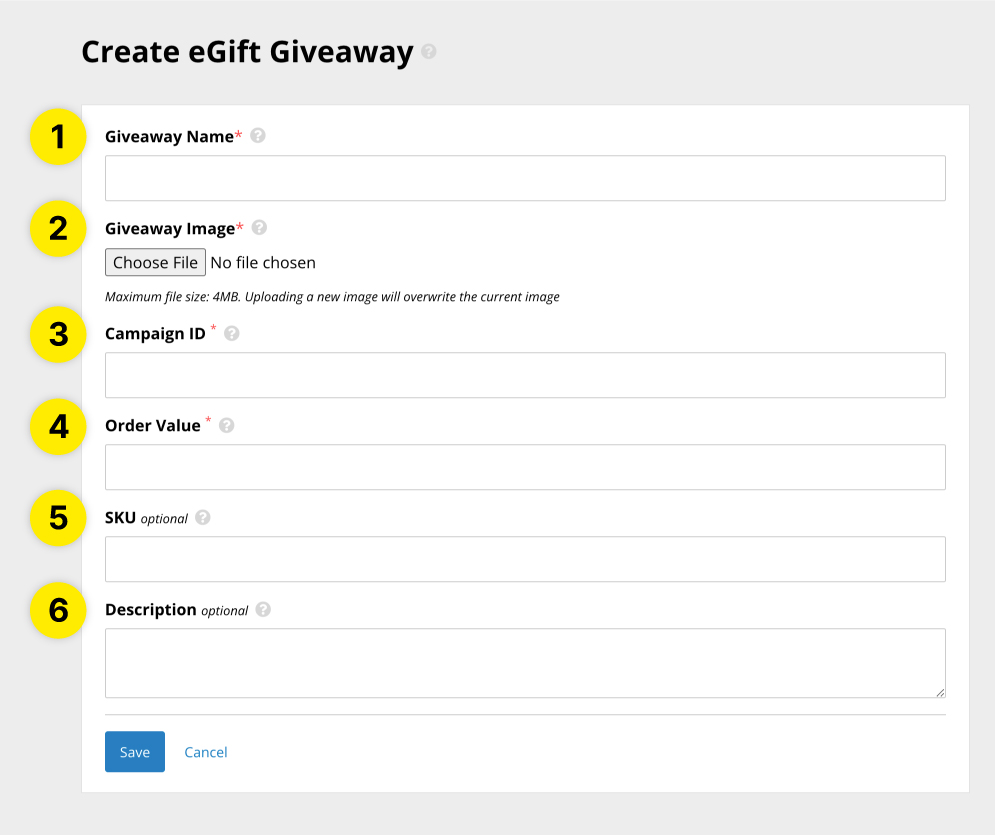 Create eGift Giveaway ?
1 Giveaway Name* ?
2 Giveaway Image* ?
Choose File No file chosen
Maximum file size: 4MB. Uploading a new image will overwrite the current image
3 Campaign ID * ?
4 Order Value * ?
5 SKU optional ?
6 Description optional ?
Save Cancel